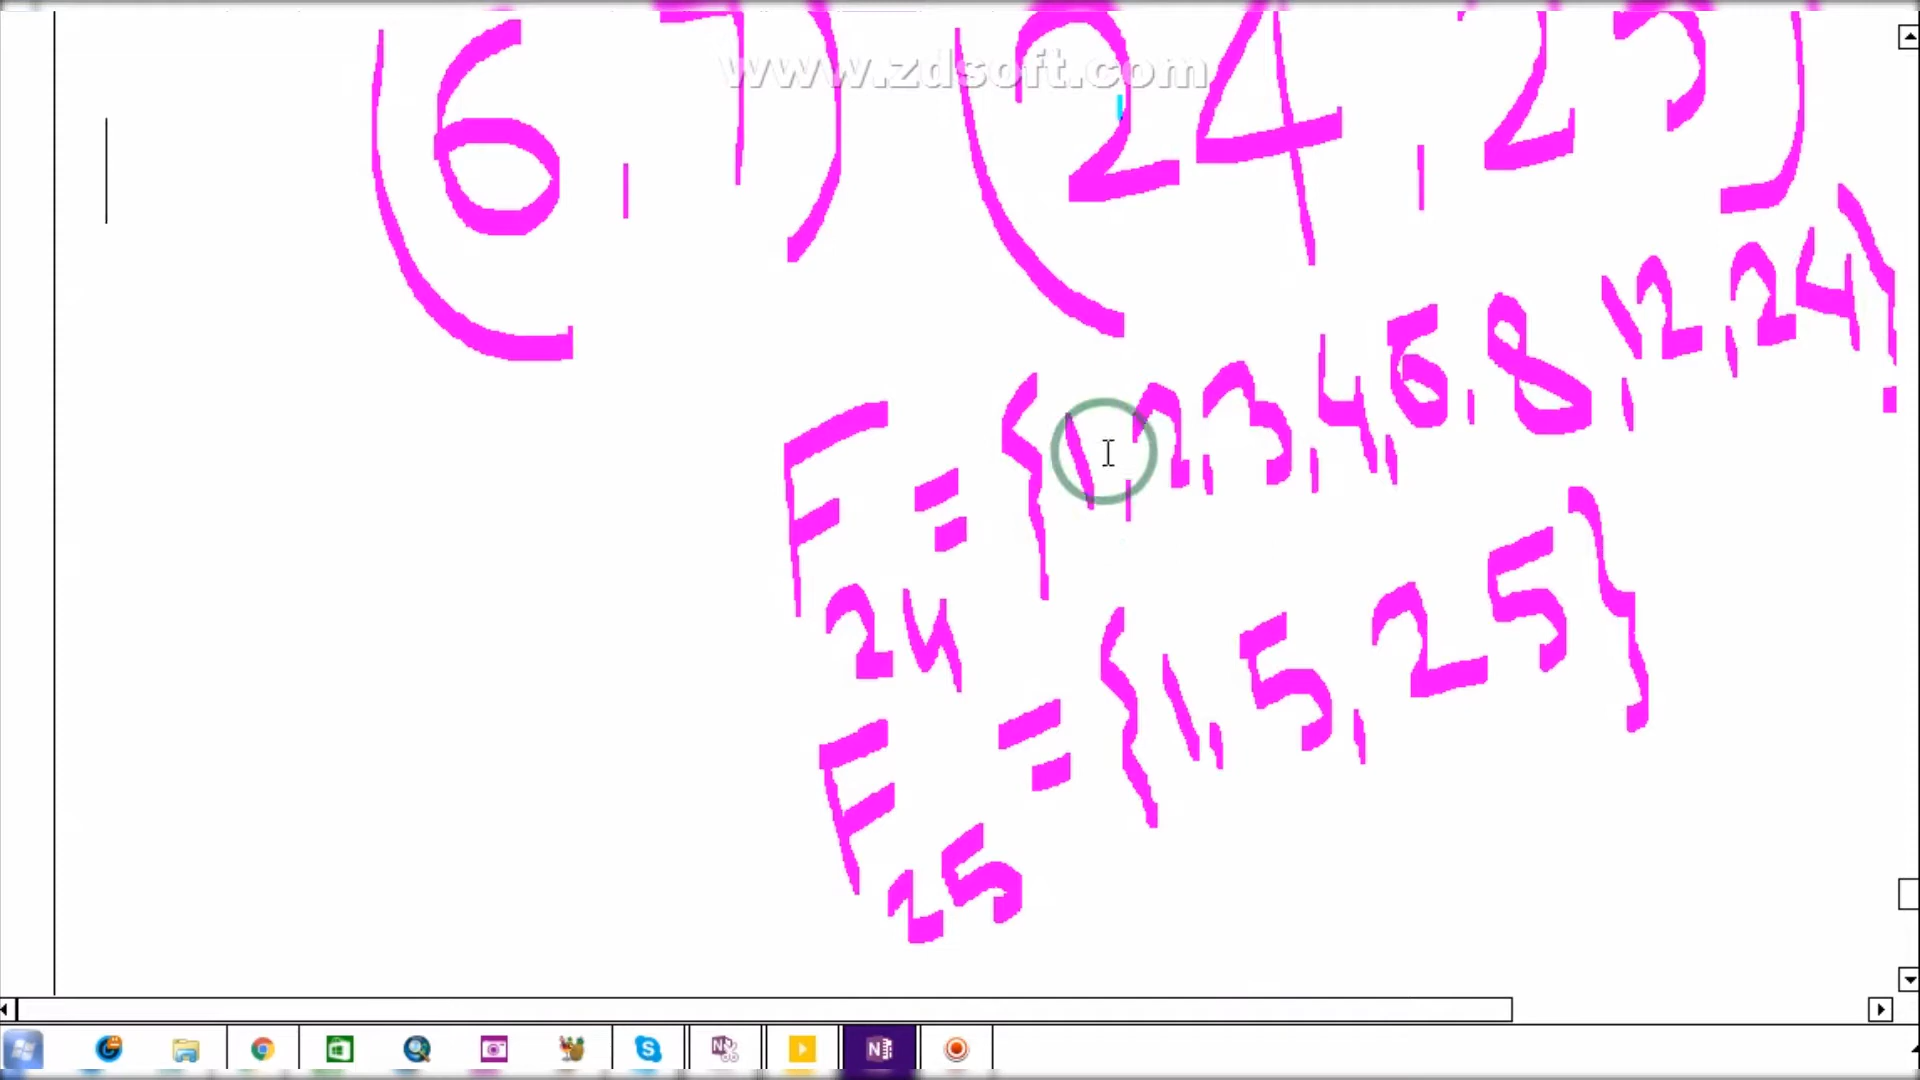 www.zdsoft.com
(6,7) (24,25)
F24 = {1,2,3,4,6,8,12,24}
F25 = {1,5,25}